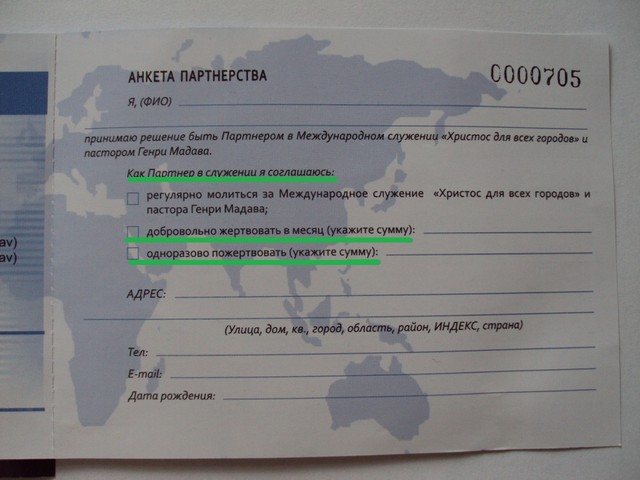 АНКЕТА ПАРТНЕРСТВА
С000705
Я, (ФИО)
принимаю решение быть Партнером в Международном служении «Христос для всех городов» и
пастором Генри Мадава.
Как Партнер в служении я соглашаюсь:
регулярно молиться за Международное служение «Христос для всех городов» и
пастора Генри Мадава;
добровольно жертвовать в месяц (укажите сумму):
одноразово пожертвовать (укажите сумму):
АДРЕС:
(Улица, дом, кв., город, область, район, ИНДЕКС, страна)
Тел:
E-mail:
Дата рождения:
av)
av)